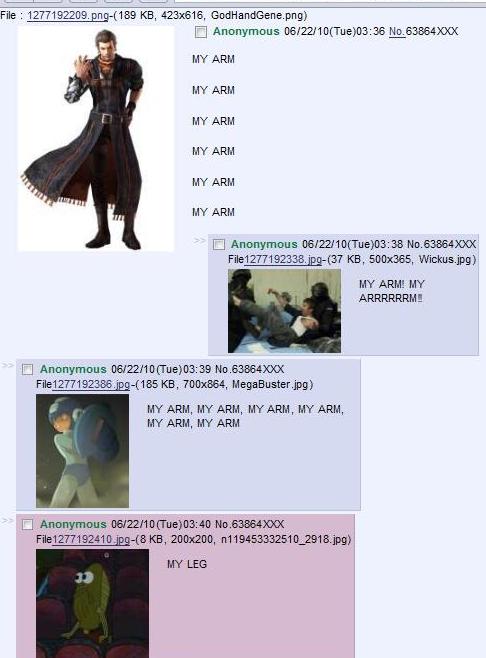 File : 1277192209.png-(189 KB, 423x616, GodHandGene.png)
Anonymous 06/22/10(Tue)03:36 No.63864XXX
MY ARM
MY ARM
MY ARM
MY ARM
MY ARM
MY ARM
>> Anonymous 06/22/10(Tue)03:38 No.63864XXX
File1277192338.jpg-(37 KB, 500x365, Wickus.jpg)
MY ARM! MY
ARRRRRM!!
>> Anonymous 06/22/10(Tue)03:39 No.63864XXX
File1277192386.jpg-(185 KB, 700x864, MegaBuster.jpg)
MY ARM, MY ARM, MY ARM, MY ARM,
MY ARM, MY ARM
>> Anonymous 06/22/10(Tue)03:40 No.63864XXX
File1277192410.jpg-(8 KB, 200x200, n119453332510_2918.jpg)
MY LEG